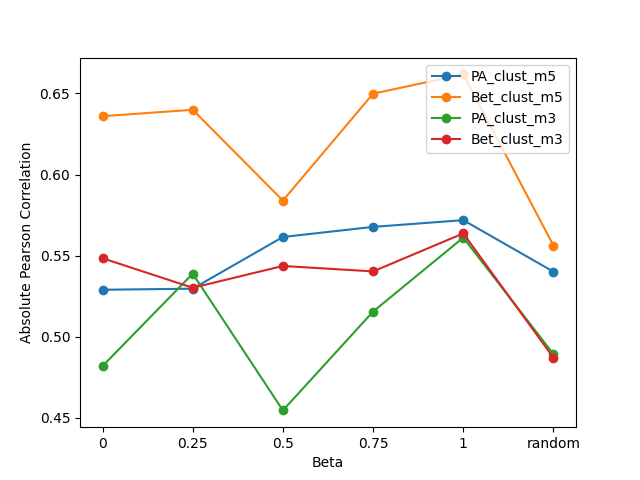 PA_clust_m5
Bet_clust_m5
PA_clust_m3
Bet_clust_m3
Absolute Pearson Correlation
0.65
0.60
0.55
0.50
0.45
0 0.25 0.5 0.75 1 random
Beta